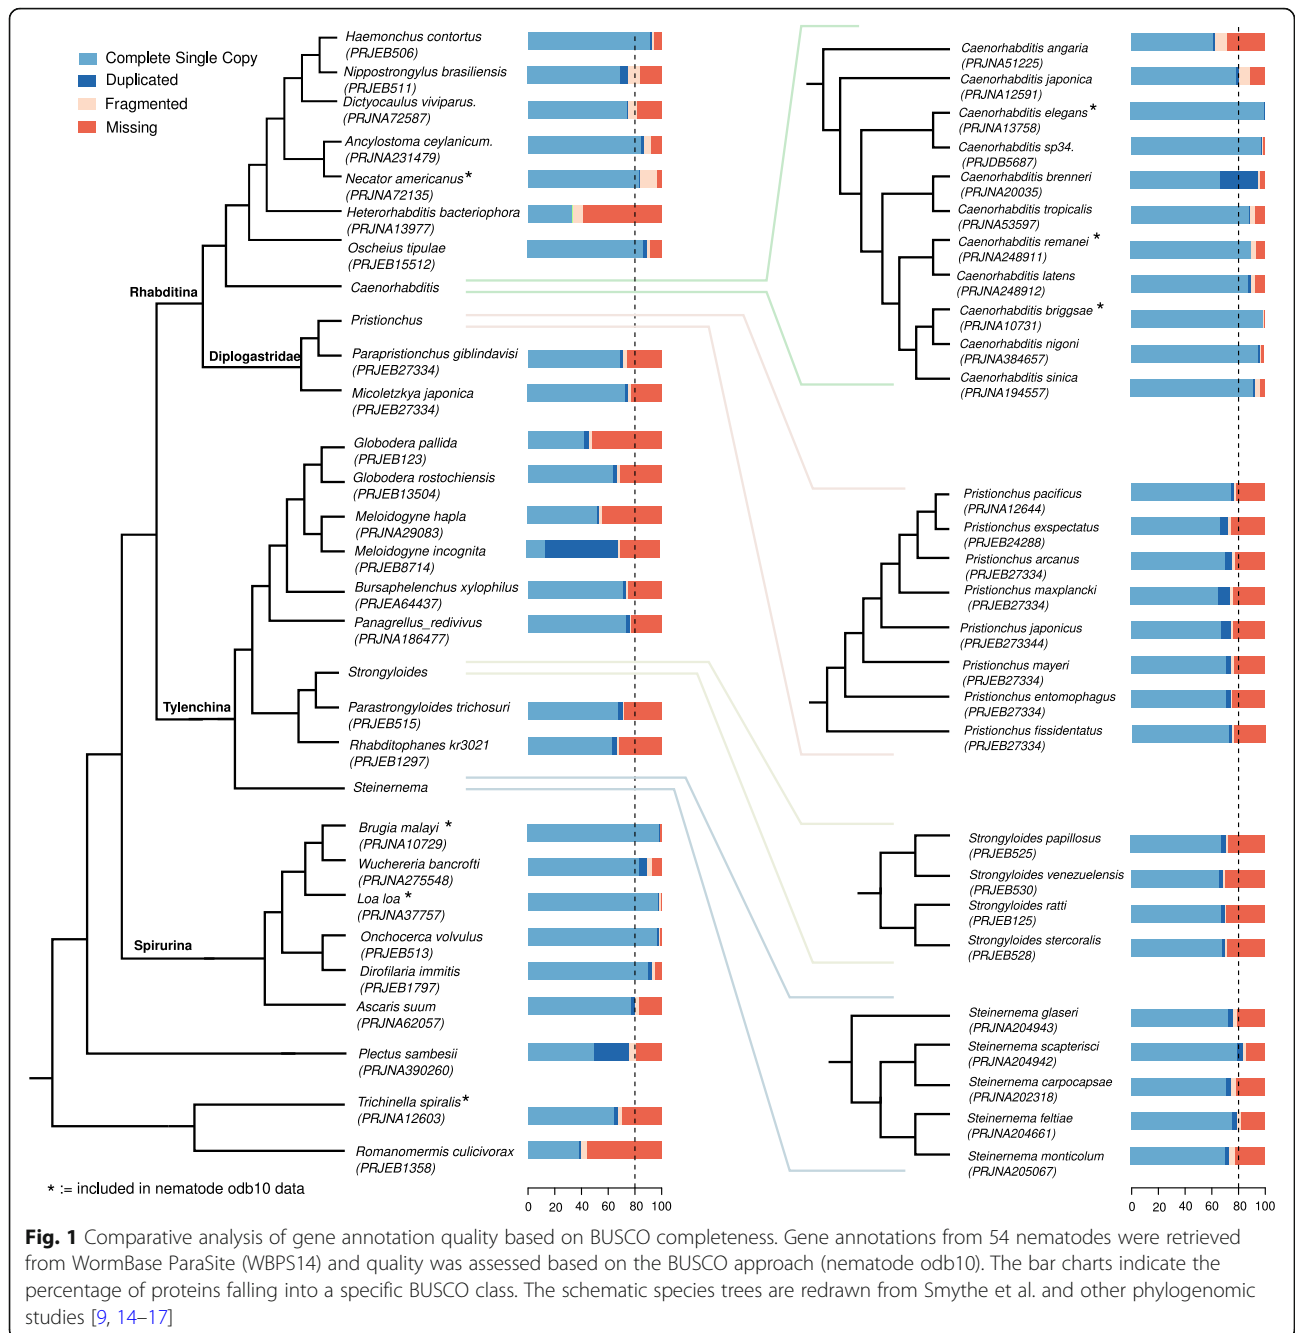 Complete Single Copy
Duplicated
Fragmented
Missing
Haemonchus contortus
(PRJEB506)
Nippostrongylus brasiliensis
(PRJEB511)
Dictyocaulus viviparus.
(PRJNA72587)
Ancylostoma ceylanicum.
(PRJNA231479)
Necator americanus*
(PRJNA72135)
Heterorhabditis bacteriophora
(PRJNA13977)
Oscheius tipulae
(PRJEB15512)
Caenorhabditis
Rhabditina
Pristionchus
Diplogastridae
Parapristionchus giblindavisi
(PRJEB27334)
Micoletzkya japonica
(PRJEB27334)
Globodera pallida
(PRJEB123)
Globodera rostochiensis
(PRJEB13504)
Meloidogyne hapla
(PRJNA29083)
Meloidogyne incognita
(PRJEB8714)
Bursaphelenchus xylophilus
(PRJEA64437)
Panagrellus_redivivus
(PRJNA186477)
Strongyloides
Tylenchina
Parastrongyloides trichosuri
(PRJEB515)
Rhabditophanes kr3021
(PRJEB1297)
Steinernema
Brugia malayi *
(PRJNA10729)
Wuchereria bancrofti
(PRJNA275548)
Loa loa *
(PRJNA37757)
Spirurina
Onchocerca volvulus
(PRJEB513)
Dirofilaria immitis
(PRJEB1797)
Ascaris suum
(PRJNA62057)
Plectus sambesii
(PRJNA390260)
Trichinella spiralis*
(PRJNA12603)
Romanomermis culicivorax
(PRJEB1358)
* := included in nematode odb10 data
0 20 40 60 80 100
Caenorhabditis angaria
(PRJNA51225)
Caenorhabditis japonica
(PRJNA12591)
Caenorhabditis elegans *
(PRJNA13758)
Caenorhabditis sp34.
(PRJDB5687)
Caenorhabditis brenneri
(PRJNA20035)
Caenorhabditis tropicalis
(PRJNA53597)
Caenorhabditis remanei *
(PRJNA248911)
Caenorhabditis latens
(PRJNA248912)
Caenorhabditis briggsae *
(PRJNA10731)
Caenorhabditis nigoni
(PRJNA384657)
Caenorhabditis sinica
(PRJNA194557)
Pristionchus pacificus
(PRJNA12644)
Pristionchus exspectatus
(PRJEB24288)
Pristionchus arcanus
(PRJEB27334)
Pristionchus maxplancki
(PRJEB27334)
Pristionchus japonicus
(PRJEB273344)
Pristionchus mayeri
(PRJEB27334)
Pristionchus entomophagus
(PRJEB27334)
Pristionchus fissidentatus
(PRJEB27334)
Strongyloides papillosus
(PRJEB525)
Strongyloides venezuelensis
(PRJEB530)
Strongyloides ratti
(PRJEB125)
Strongyloides stercoralis
(PRJEB528)
Steinernema glaseri
(PRJNA204943)
Steinernema scapterisci
(PRJNA204942)
Steinernema carpocapsae
(PRJNA202318)
Steinernema feltiae
(PRJNA204661)
Steinernema monticolum
(PRJNA205067)
0 20 40 60 80 100
Fig. 1 Comparative analysis of gene annotation quality based on BUSCO completeness. Gene annotations from 54 nematodes were retrieved
from WormBase ParaSite (WBPS14) and quality was assessed based on the BUSCO approach (nematode odb10). The bar charts indicate the
percentage of proteins falling into a specific BUSCO class. The schematic species trees are redrawn from Smythe et al. and other phylogenomic
studies [9, 14–17]